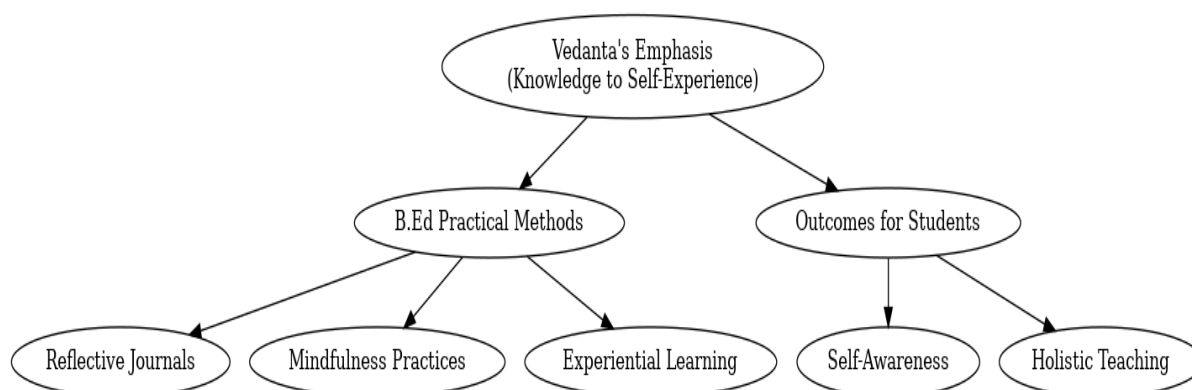 Vedanta's Emphasis
(Knowledge to Self-Experience)
B.Ed Practical Methods
Outcomes for Students
Reflective Journals
Mindfulness Practices
Experiential Learning
Self-Awareness
Holistic Teaching